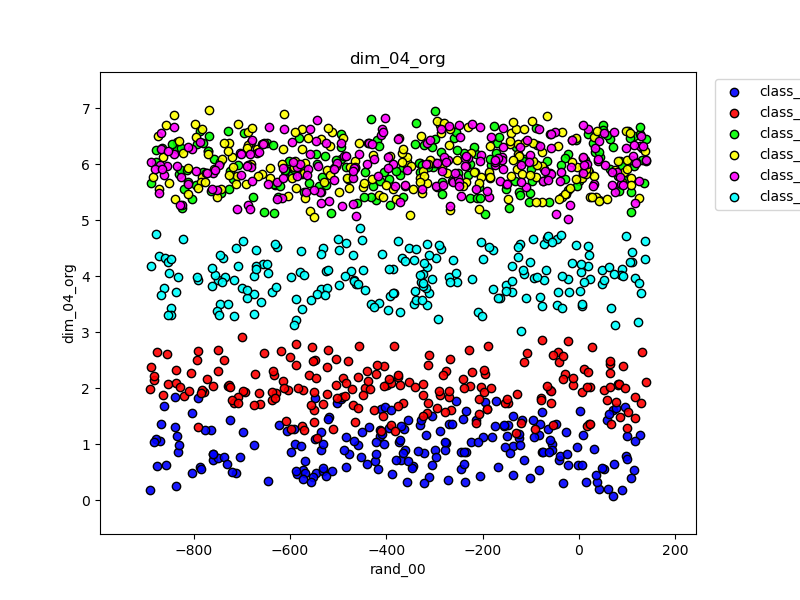 dim_04_org
7
6
5
4
3
2
1
0
dim_04_org
−800
−600
−400
−200
0
200
rand_00
class_
class_
class_
class_
class_
class_